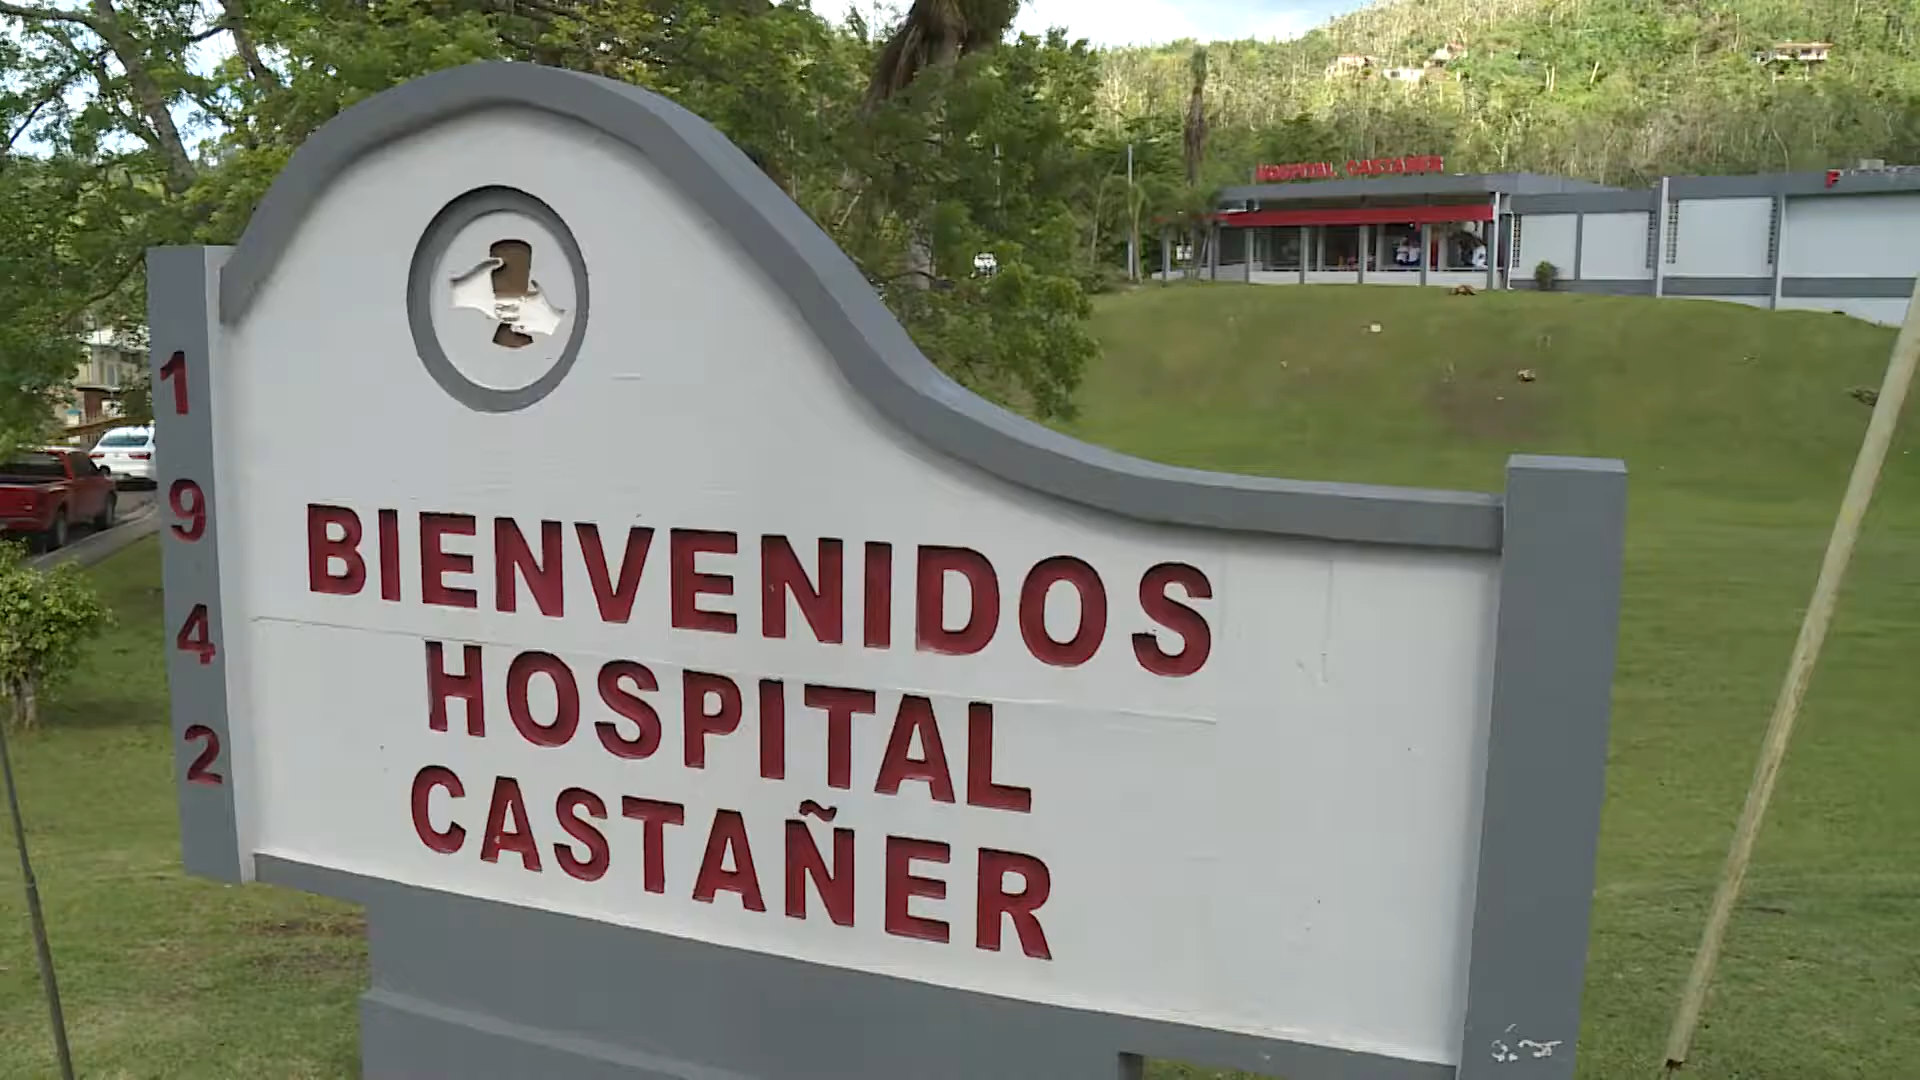 1942
BIENVENIDOS
HOSPITAL
CASTAÑER
HOSPITAL CASTAÑER